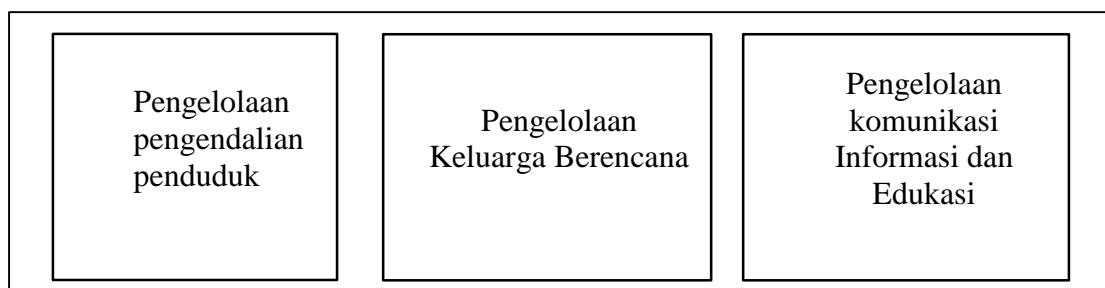 Pengelolaan
pengendalian
penduduk
Pengelolaan
Keluarga Berencana
Pengelolaan
komunikasi
Informasi dan
Edukasi